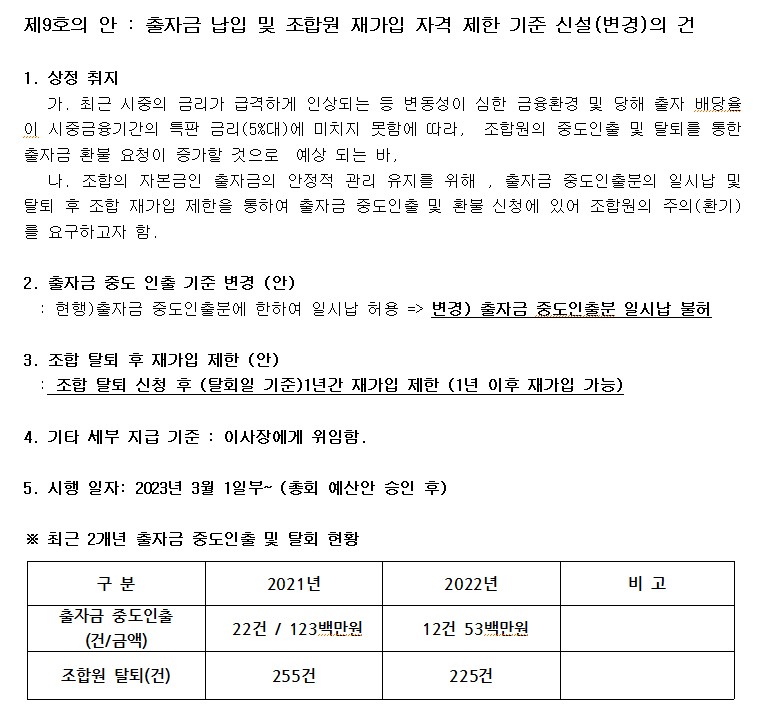 제9호의 안 : 출자금 납입 및 조합원 재가입 자격 제한 기준 신설(변경)의 건
1. 상정 취지
가. 최근 시중의 금리가 급격하게 인상되는 등 변동성이 심한 금융환경 및 당해 출자 배당율
이 시중금융기간의 특판 금리(5%대)에 미치지 못함에 따라, 조합원의 중도인출 및 탈퇴를 통한
출자금 환불 요청이 증가할 것으로 예상 되는 바,
나. 조합의 자본금인 출자금의 안정적 관리 유지를 위해 , 출자금 중도인출분의 일시납 및
탈퇴 후 조합 재가입 제한을 통하여 출자금 중도인출 및 환불 신청에 있어 조합원의 주의(환기)
를 요구하고자 함.
2. 출자금 중도 인출 기준 변경 (안)
: 현행)출자금 중도인출분에 한하여 일시납 허용 => 변경) 출자금 중도인출분 일시납 불허
3. 조합 탈퇴 후 재가입 제한 (안)
: 조합 탈퇴 신청 후 (탈회일 기준)1년간 재가입 제한 (1년 이후 재가입 가능)
4. 기타 세부 지급 기준 : 이사장에게 위임함.
5. 시행 일자: 2023년 3월 1일부~ (총회 예산안 승인 후)
※ 최근 2개년 출자금 중도인출 및 탈회 현황
구 분 2021년 2022년 비 고
출자금 중도인출
(건/금액) 22건 / 123백만원 12건 53백만원
조합원 탈퇴(건) 255건 225건